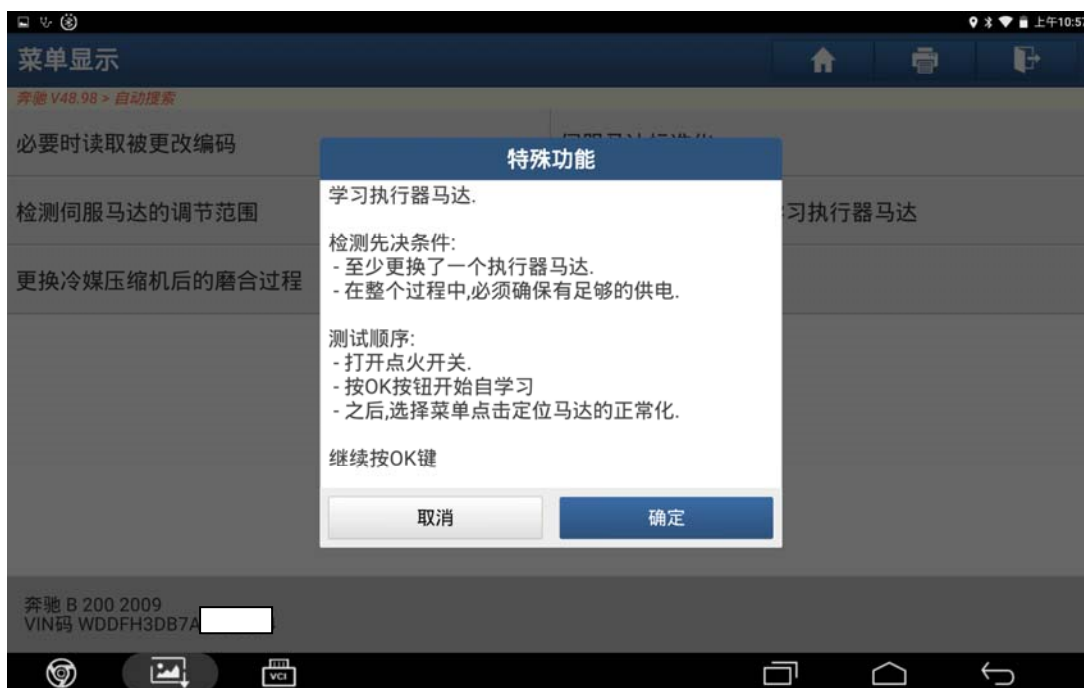 上午10:57
菜单显示
奔驰 V48.98 > 自动搜索
必要时读取被更改编码
检测伺服马达的调节范围
习执行器马达
更换冷媒压缩机后的磨合过程
特殊功能
学习执行器马达.
检测先决条件:
- 至少更换了一个执行器马达.
- 在整个过程中,必须确保有足够的供电.
测试顺序:
- 打开点火开关.
- 按OK按钮开始自学习
- 之后,选择菜单点击定位马达的正常化.
继续按OK键
取消
确定
奔驰 B 200 2009
VIN码 WDDFH3DB7A
VCI